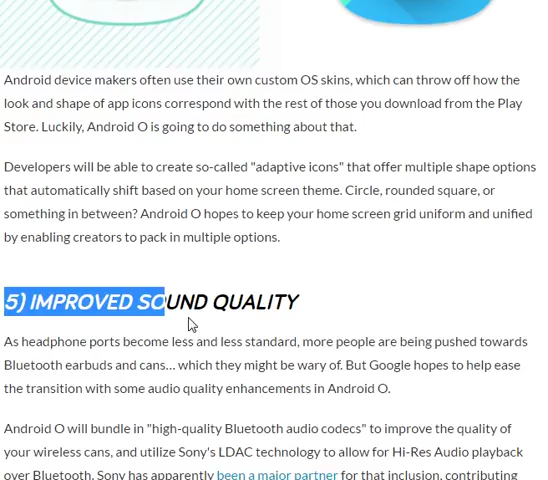 Android device makers often use their own custom OS skins, which can throw off how the
look and shape of app icons correspond with the rest of those you download from the Play
Store. Luckily, Android O is going to do something about that.
Developers will be able to create so-called "adaptive icons" that offer multiple shape options
that automatically shift based on your home screen theme. Circle, rounded square, or
something in between? Android O hopes to keep your home screen grid uniform and unified
by enabling creators to pack in multiple options.
5) IMPROVED SOUND QUALITY
As headphone ports become less and less standard, more people are being pushed towards
Bluetooth earbuds and cans... which they might be wary of. But Google hopes to help ease
the transition with some audio quality enhancements in Android O.
Android O will bundle in "high-quality Bluetooth audio codecs" to improve the quality of
your wireless cans, and utilize Sony's LDAC technology to allow for Hi-Res Audio playback
over Bluetooth. Sony has apparently been a major partner for that inclusion, contributing